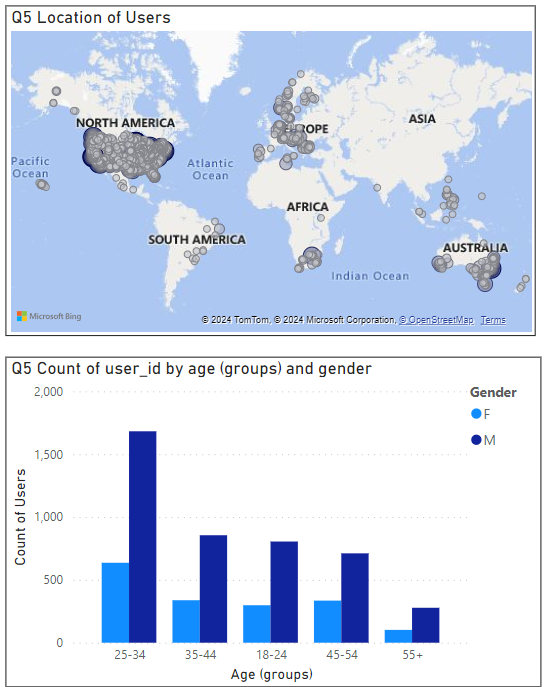 Q5 Location of Users
NORTH AMERICA
EUROPE
ASIA
Pacific
Ocean
Atlantic
Ocean
AFRICA
SOUTH AMERICA
AUSTRALIA
Indian Ocean
Microsoft Bing
© 2024 TomTom, © 2024 Microsoft Corporation, © OpenStreetMap Terms
Q5 Count of user_id by age (groups) and gender
Gender
F
M
Count of Users
2,000
1,500
1,000
500
0
25-34 35-44 18-24 45-54 55+
Age (groups)